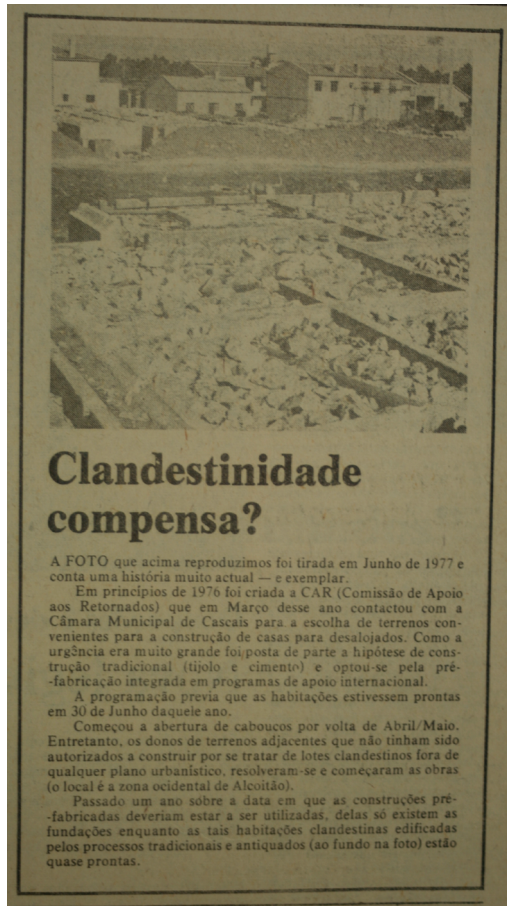 Clandestinidade
compensa?
A FOTO que acima reproduzimos foi tirada em Junho de 1977 e
conta uma história muito actual — e exemplar.
Em princípios de 1976 foi criada a CAR (Comissão de Apoio
aos Retornados) que em Março desse ano contactou com a
Câmara Municipal de Cascais para a escolha de terrenos con-
venientes para a construção de casas para desalojados. Como a
urgência era muito grande foi posta de parte a hipótese de cons-
trução tradicional (tijolo e cimento) e optou-se pela pré-
-fabricação integrada em programas de apoio internacional.
A programação previa que as habitações estivessem prontas
em 30 de Junho daquele ano.
Começou a abertura de caboucos por volta de Abril/Maio.
Entretanto, os donos de terrenos adjacentes que não tinham sido
autorizados a construir por se tratar de lotes clandestinos fora de
qualquer plano urbanístico, resolveram-se e começaram as obras
(o local é a zona ocidental de Alcoitão).
Passado um ano sobre a data em que as construções pré-
-fabricadas deveriam estar a ser utilizadas, delas só existem as
fundações enquanto as tais habitações clandestinas edificadas
pelos processos tradicionais e antiquados (ao fundo na foto) estão
quase prontas.